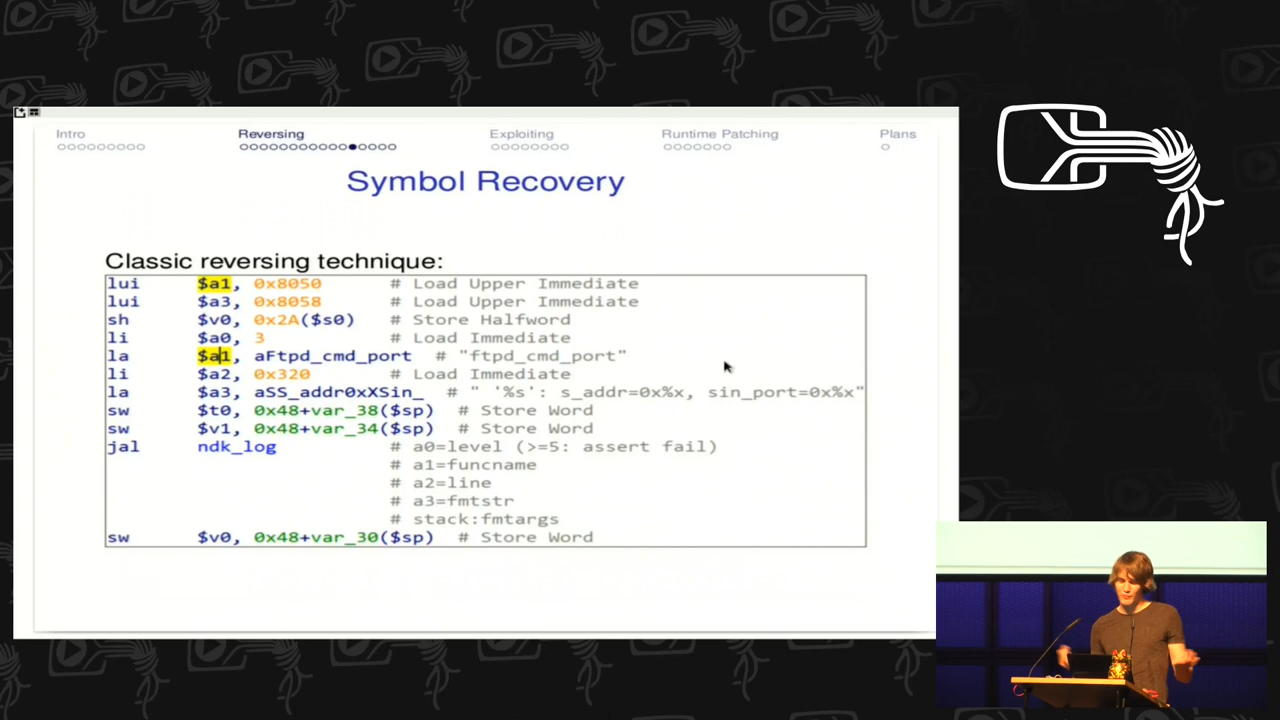 Intro Reversing Exploiting Runtime Patching Plans
Symbol Recovery
Classic reversing technique:
lui $a1, 0x8050 # Load Upper Immediate
lui $a3, 0x8058 # Load Upper Immediate
sh $v0, 0x2A($s0) # Store Halfword
li $a0, 3 # Load Immediate
la $a1, aFtpd_cmd_port # "ftpd_cmd_port"
li $a2, 0x320 # Load Immediate
la $a3, aSS_addr0xXSin_ # " '%s': s_addr=0x%x, sin_port=0x%x"
sw $t0, 0x48+var_38($sp) # Store Word
sw $v1, 0x48+var_34($sp) # Store Word
jal ndk_log # a0=level (>=5: assert fail)
# a1=funcname
# a2=line
# a3=fmtstr
# stack:fmtargs
sw $v0, 0x48+var_30($sp) # Store Word